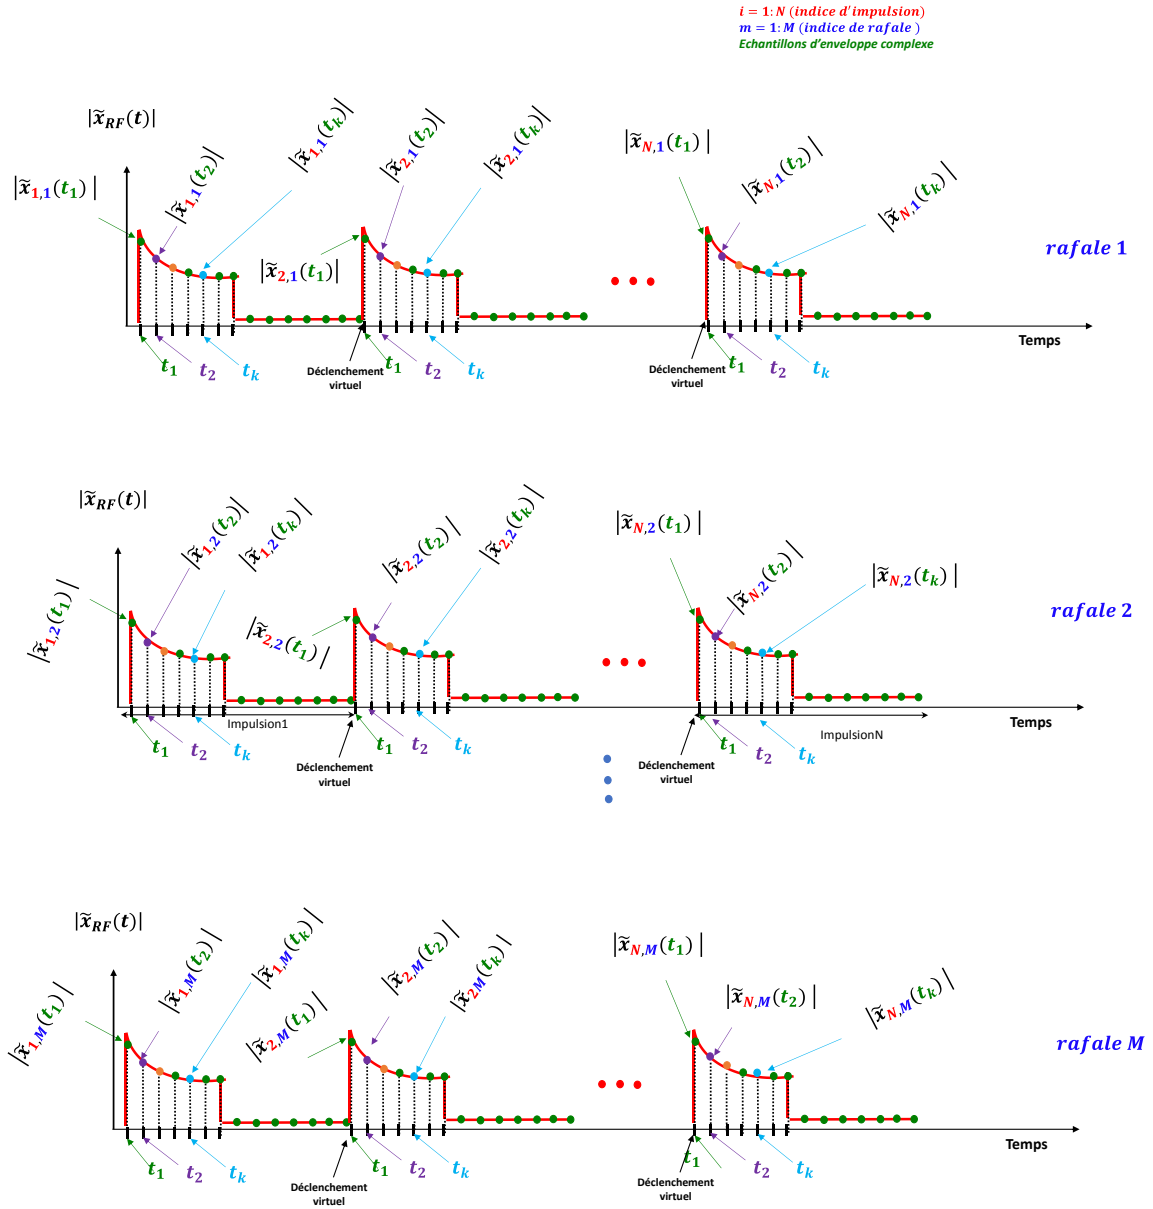 i = 1: N (indice d'impulsion)
m = 1: M (indice de rafale )
Echantillons d'enveloppe complexe
|x̃RF(t)|
|x̃1,1(t1) |
|x̃1,1(t2)|
|x̃1,1(tk)|
|x̃2,1(t1)|
|x̃2,1(t2)|
|x̃2,1(tk)|
|x̃N,1(t1) |
|x̃N,1(t2) |
|x̃N,1(tk) |
rafale 1
Temps
t1
t2
tk
Déclenchement
virtuel
t1
t2
tk
Déclenchement
virtuel
t1
t2
tk
|x̃RF(t)|
|x̃1,2(t1) |
|x̃1,2(t2)|
|x̃1,2(tk) |
|x̃2,2(t1) |
|x̃2,2(t2) |
|x̃2,2(tk) |
|x̃N,2(t1) |
|x̃N,2(t2) |
|x̃N,2(tk) |
rafale 2
Impulsion1
ImpulsionN
Temps
t1
t2
tk
Déclenchement
virtuel
t1
t2
tk
Déclenchement
virtuel
t1
t2
tk
|x̃RF(t)|
|x̃1,M(t1) |
|x̃1,M(t2) |
|x̃1,M(tk) |
|x̃2,M(t1) |
|x̃2,M(t2) |
|x̃2M(tk) |
|x̃N,M(t1) |
|x̃N,M(t2) |
|x̃N,M(tk) |
rafale M
Temps
t1
t2
tk
Déclenchement
virtuel
t1
t2
tk
Déclenchement
virtuel
t1
t2
tk